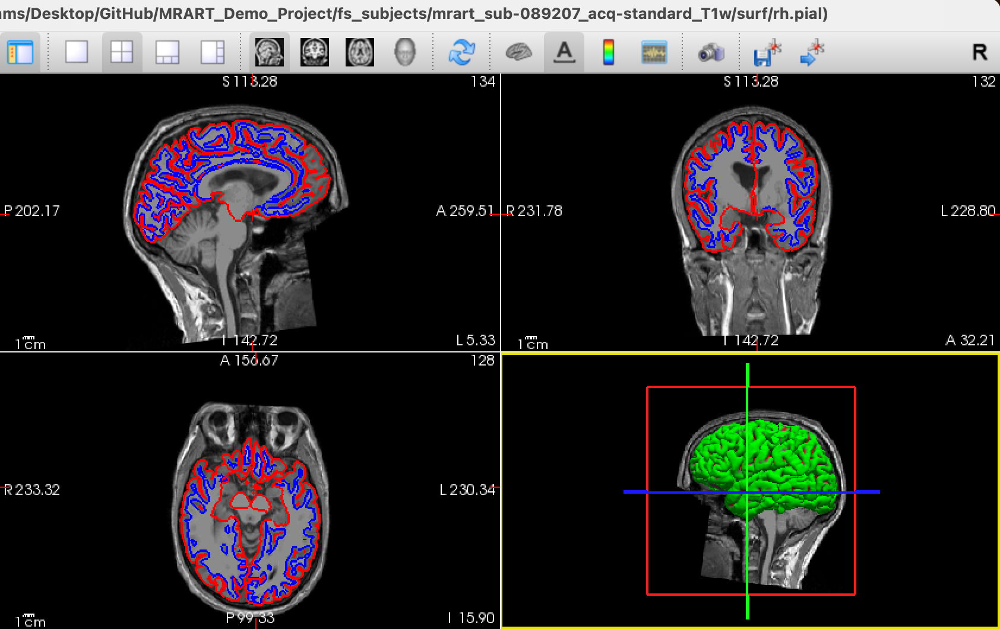 ms/Desktop/GitHub/MRART_Demo_Project/fs_subjects/mrart_sub-089207_acq-standard_T1w/surf/rh.pial)
A
R
S 113.28
134
P 202.17
A 259.51
1 cm
I 142.72
L 5.33
S 113.28
132
R 231.78
L 228.80
1 cm
I 142.72
A 32.21
A 156.67
128
R 233.32
L 230.34
1 cm
P 99.33
I 15.90